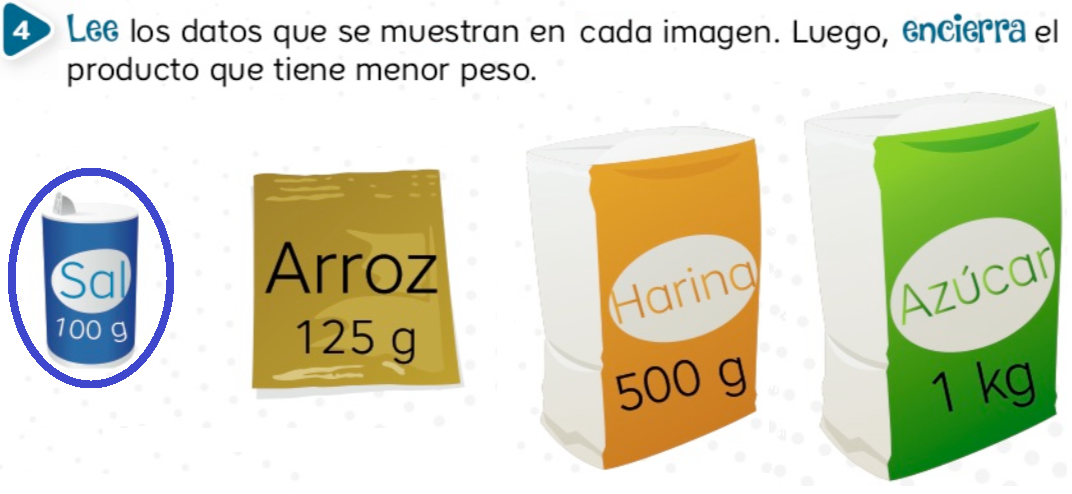 4 Lee los datos que se muestran en cada imagen. Luego, encierra el
producto que tiene menor peso.
Sal
100 g
Arroz
125 g
Harina
500 g
Azúcar
1 kg